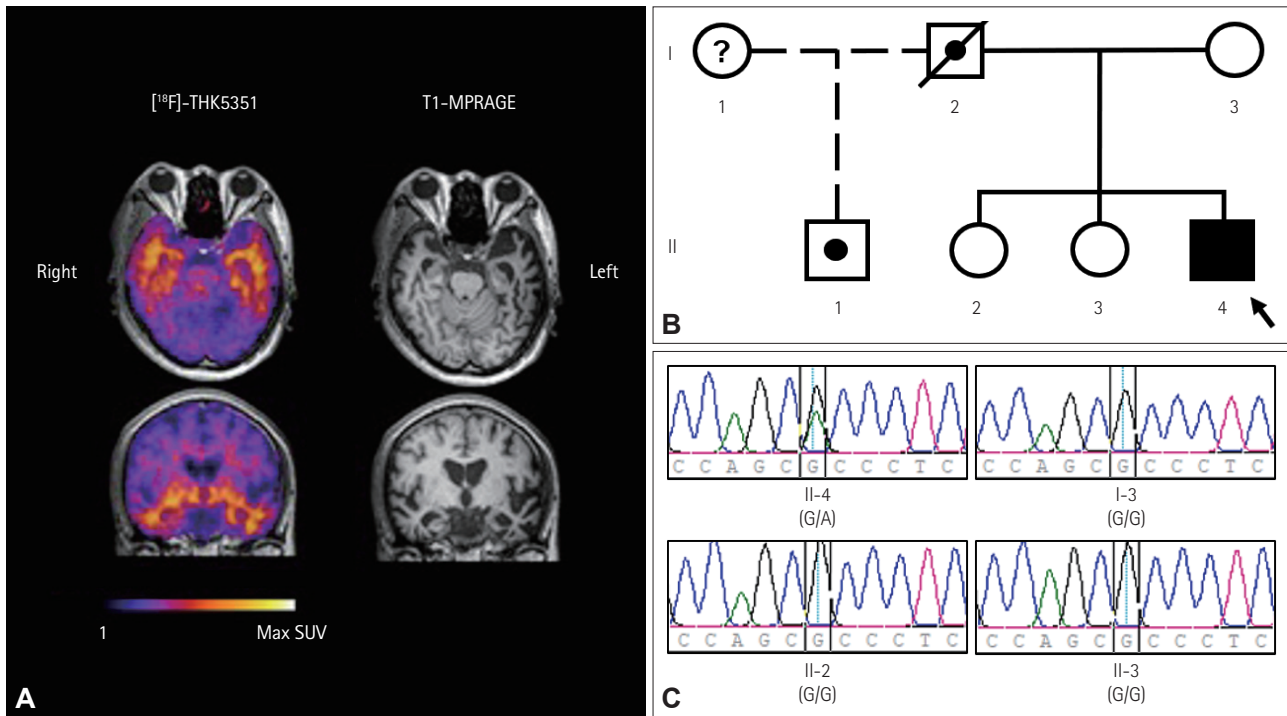 [¹⁸F]-THK5351 T1-MPRAGE
Right Left
1 Max SUV
A
I
?
1 2 3
II
1 2 3 4
B
C C A G C G C C C T C
C C A G C G C C C T C
II-4
(G/A)
I-3
(G/G)
C C A G C G C C C T C
C C A G C G C C C T C
II-2
(G/G)
II-3
(G/G)
C